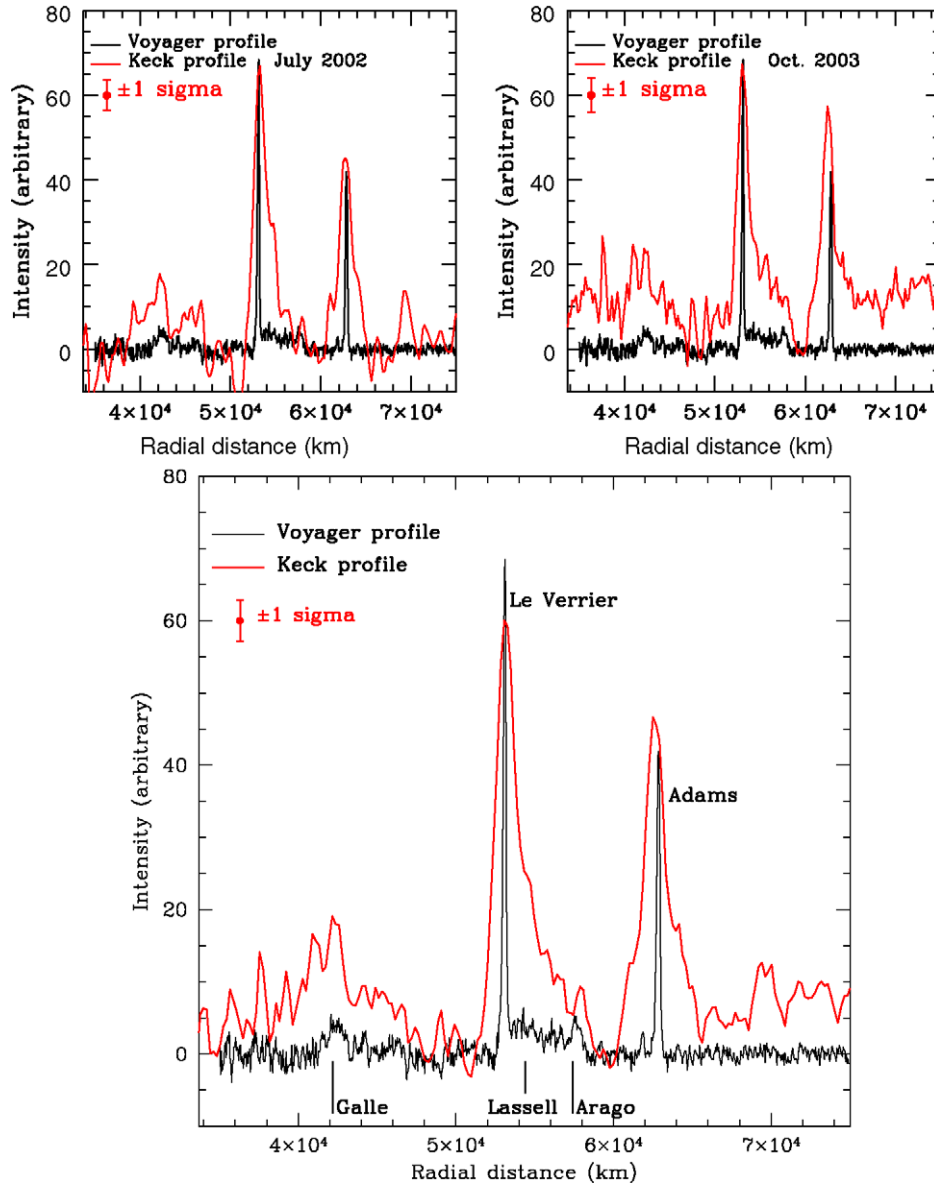 80
Voyager profile
Keck profile July 2002
±1 sigma
60
40
20
0
Intensity (arbitrary)
4×10⁴ 5×10⁴ 6×10⁴ 7×10⁴
Radial distance (km)
80
Voyager profile
Keck profile Oct. 2003
±1 sigma
60
40
20
0
Intensity (arbitrary)
4×10⁴ 5×10⁴ 6×10⁴ 7×10⁴
Radial distance (km)
80
Voyager profile
Keck profile
±1 sigma
Le Verrier
60
40
Adams
20
0
Intensity (arbitrary)
Galle Lassell Arago
4×10⁴ 5×10⁴ 6×10⁴ 7×10⁴
Radial distance (km)